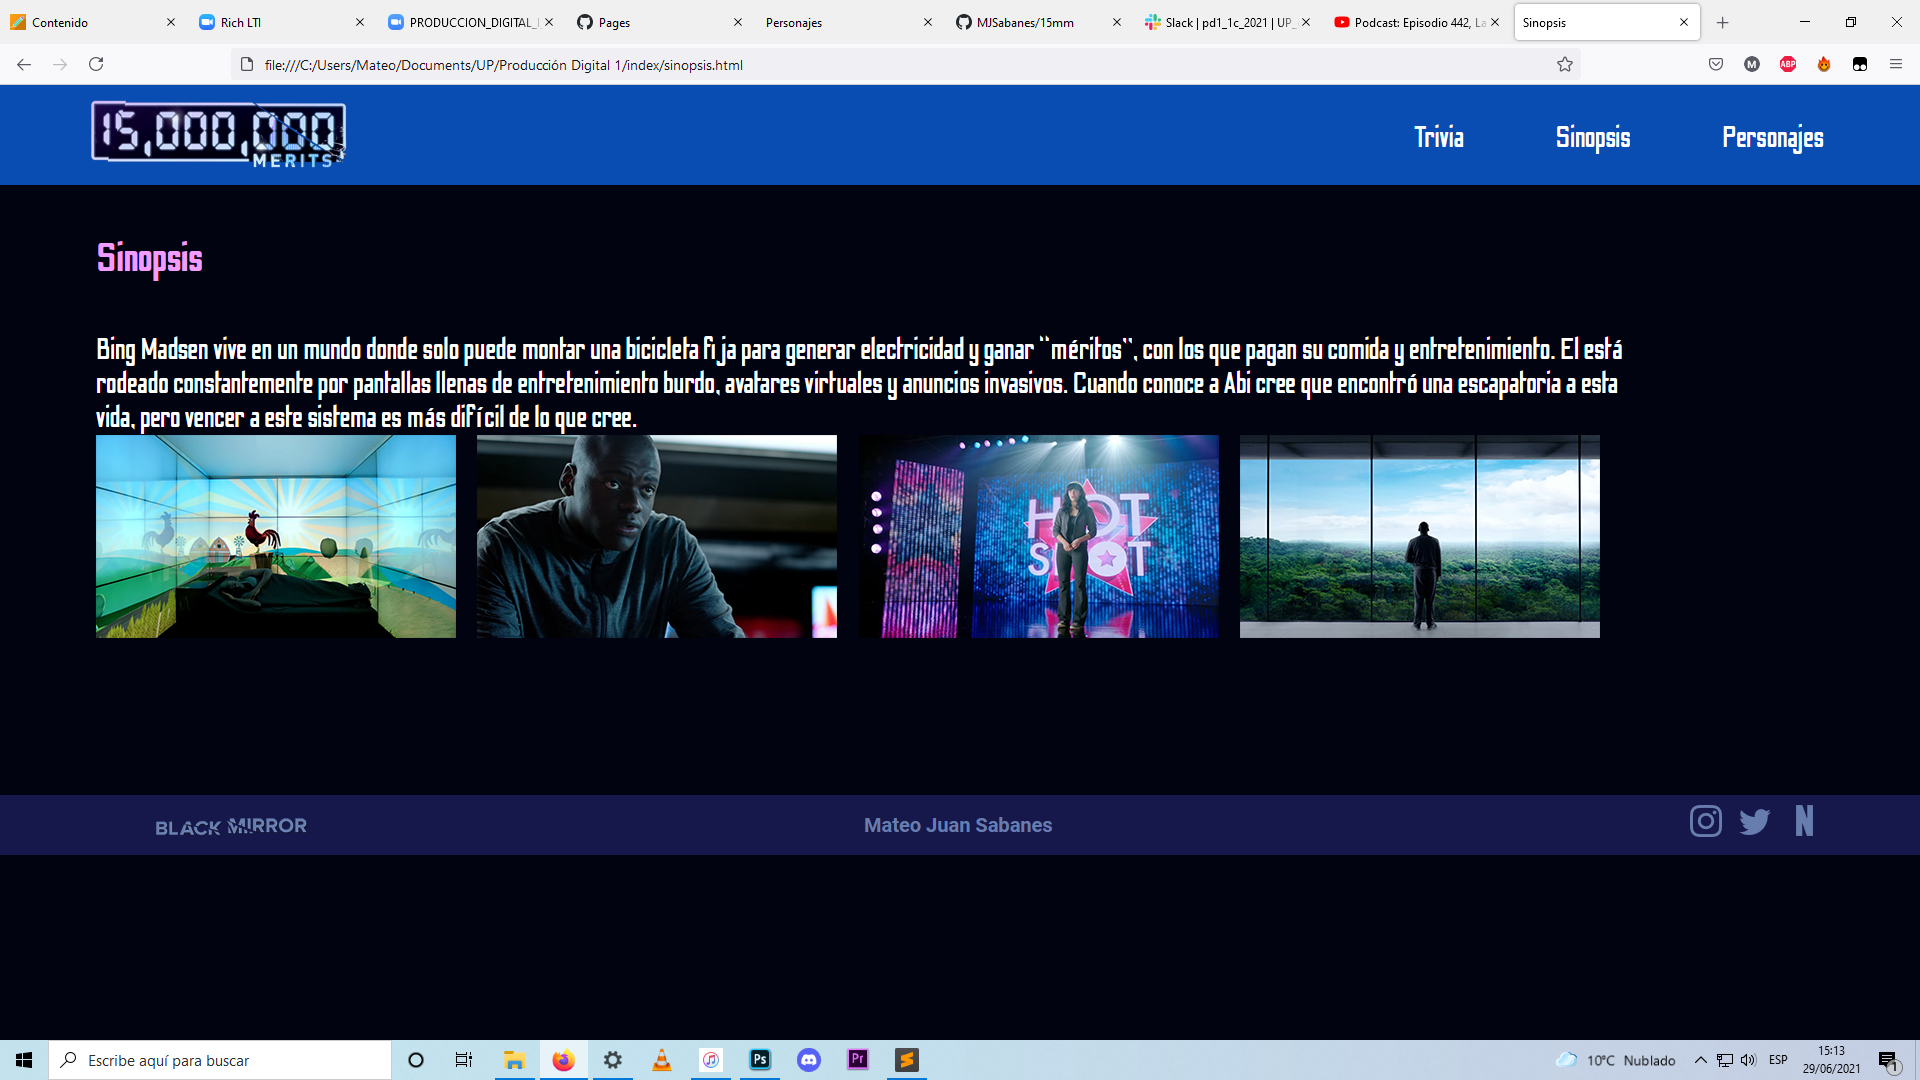 Contenido
Rich LTI
PRODUCCION_DIGITAL_
Pages
Personajes
MJSabanes/15mm
Slack | pd1_1c_2021 | UP_
Podcast: Episodio 442, La
Sinopsis
file:///C:/Users/Mateo/Documents/UP/Producción Digital 1/index/sinopsis.html
M
ABP
15,000,000
MERITS
Trivia
Sinopsis
Personajes
Sinopsis
Bing Madsen vive en un mundo donde solo puede montar una bicicleta fija para generar electricidad y ganar "méritos", con los que pagan su comida y entretenimiento. El está
rodeado constantemente por pantallas llenas de entretenimiento burdo, avatares virtuales y anuncios invasivos. Cuando conoce a Abi cree que encontró una escapatoria a esta
vida, pero vencer a este sistema es más difícil de lo que cree.
HOT
SHOT
BLACK MIRROR
Mateo Juan Sabanes
N
Escribe aquí para buscar
Ps
Pr
10°C Nublado
ESP
15:13
29/06/2021
1